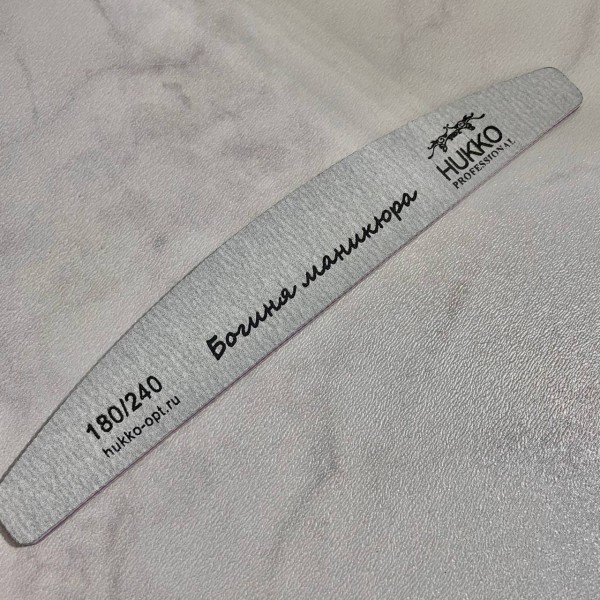 HUKKO
PROFESSIONAL
Богиня маникюра
180/240
hukko-opt.ru